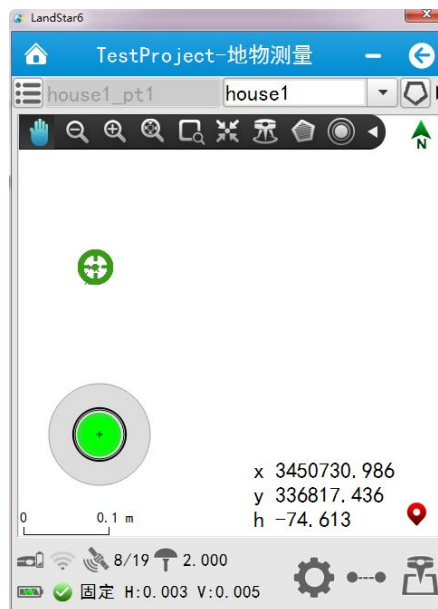 LandStar6
TestProject-地物测量
house1_pt1 house1
N
x 3450730.986
y 336817.436
h -74.613
0 0.1 m
8/19 2.000
固定 H:0.003 V:0.005